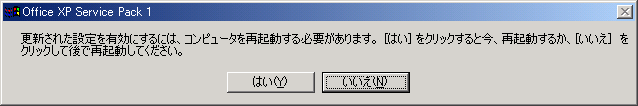 Office XP Service Pack 1
更新された設定を有効にするには、コンピュータを再起動する必要があります。 [はい] をクリックすると今、再起動するか、[いいえ] を
クリックして後で再起動してください。
はい(Y)
いいえ(N)